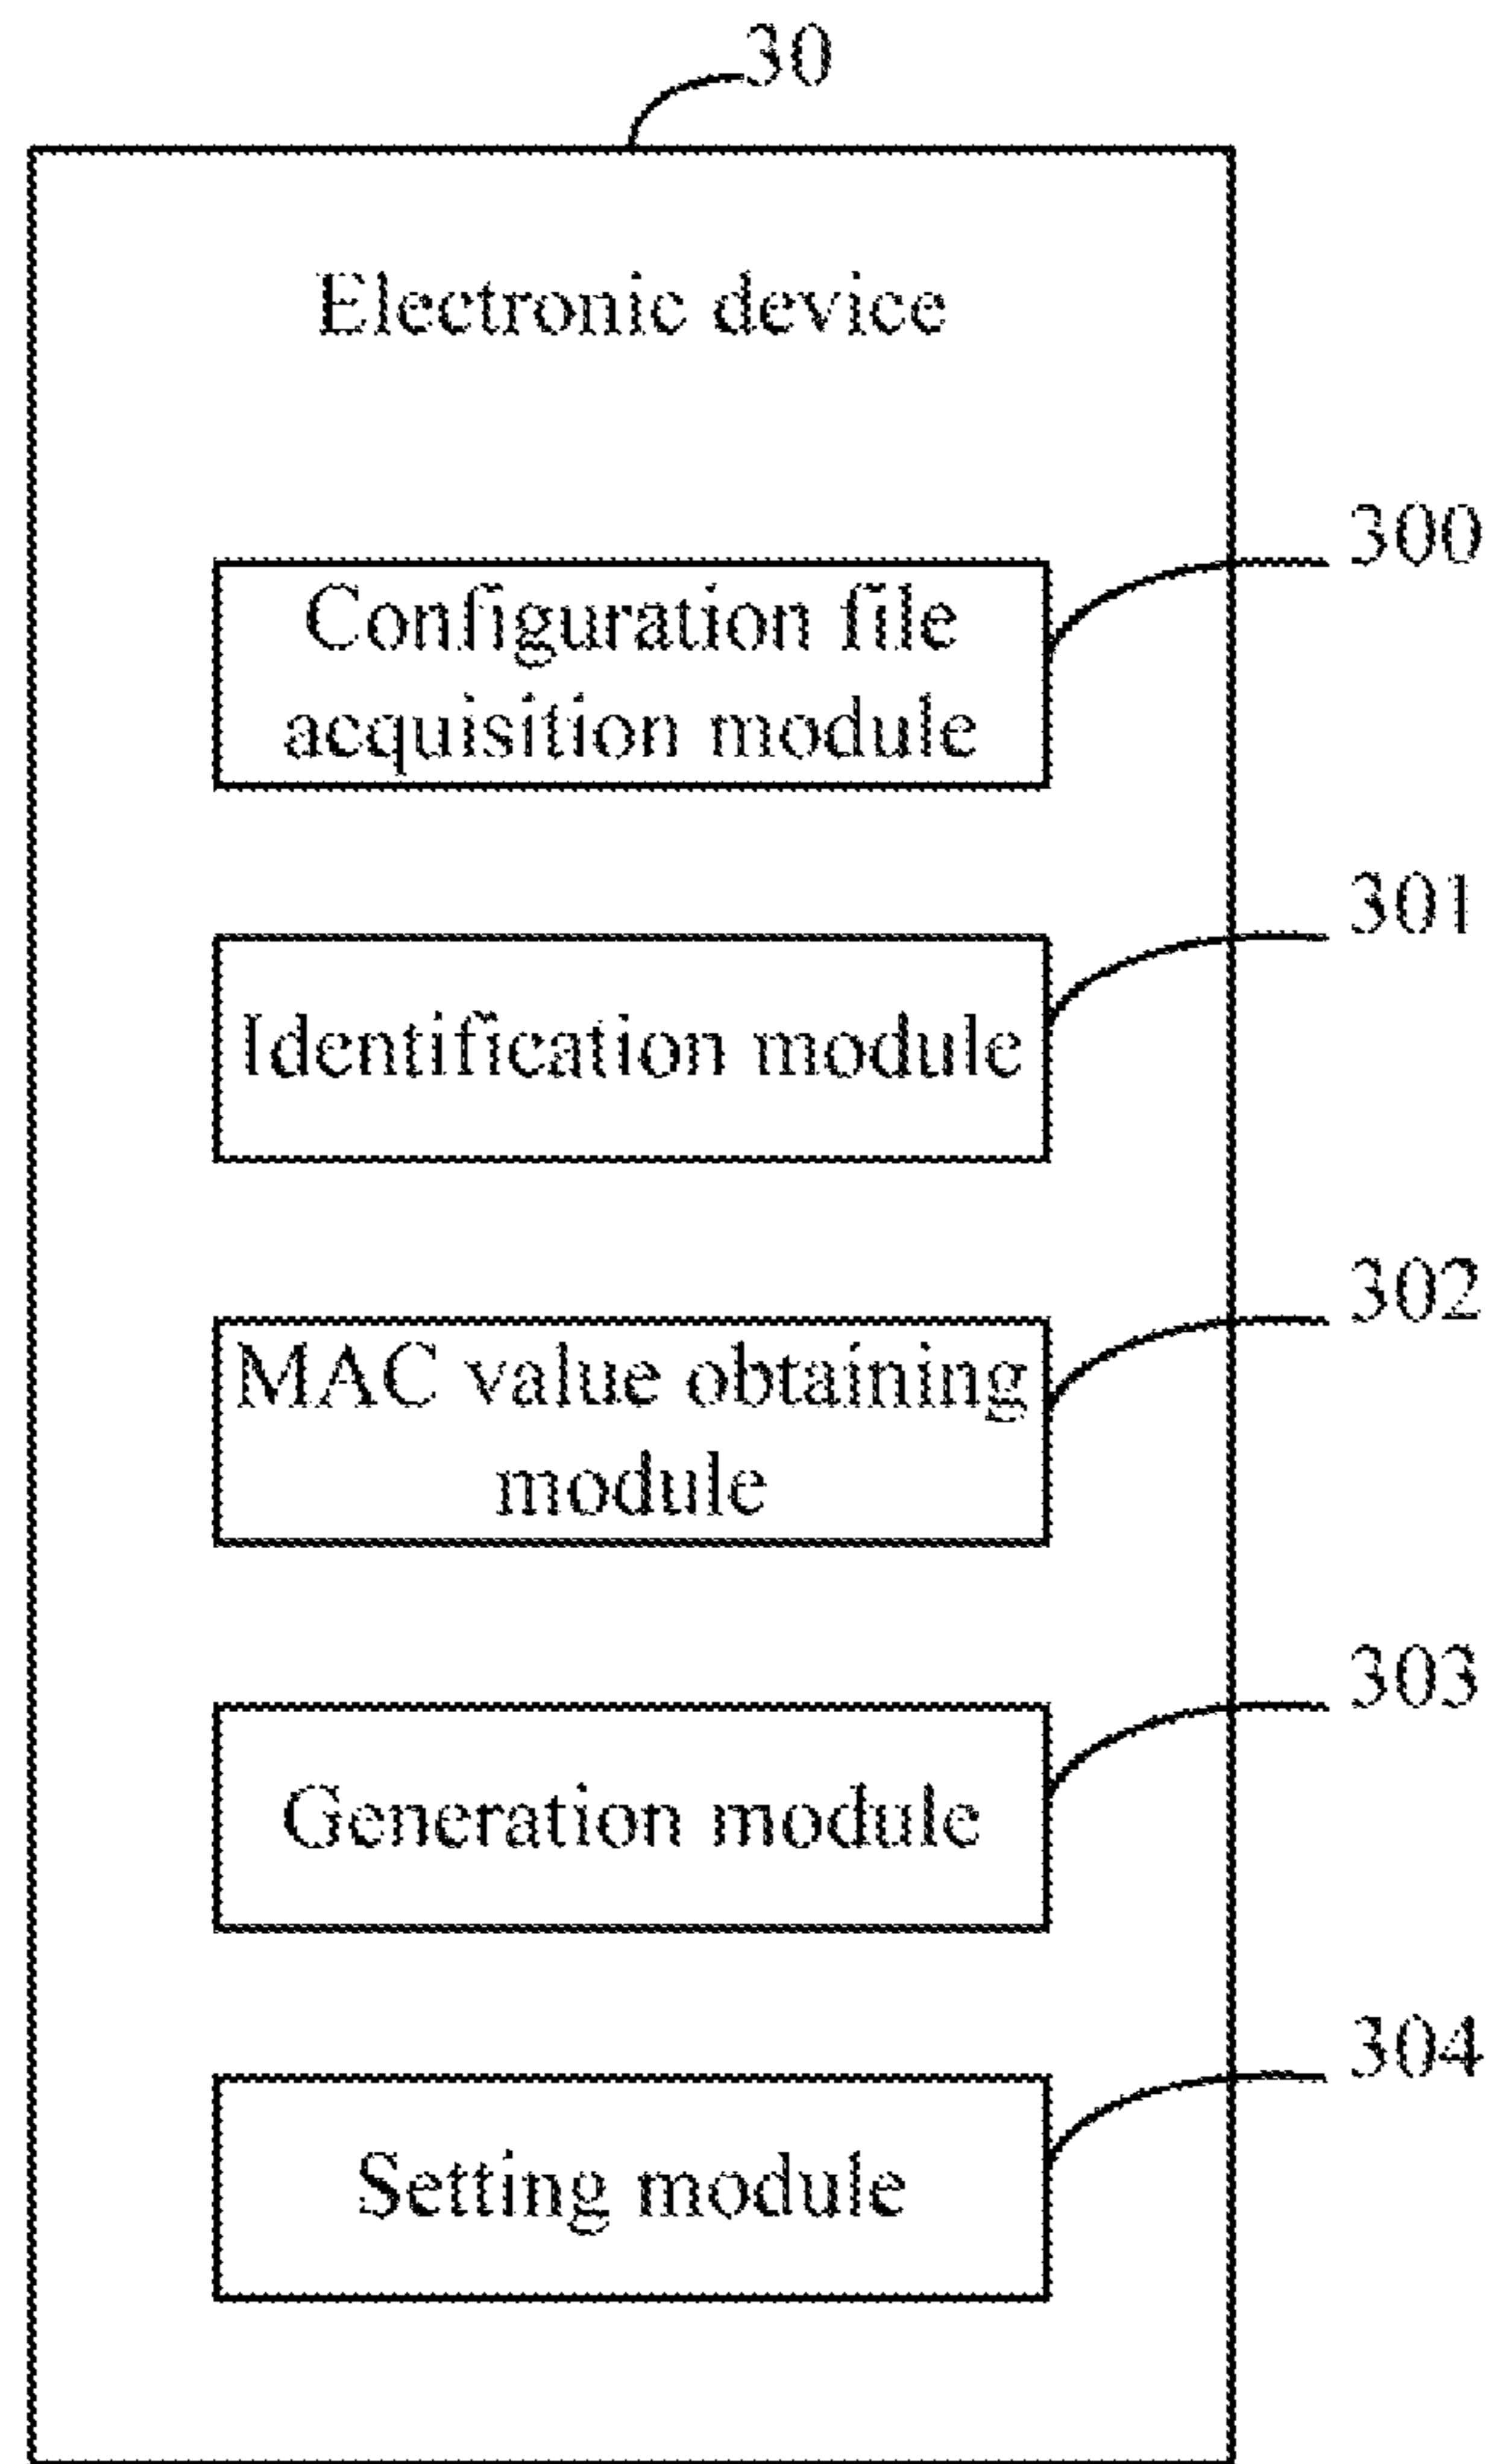 30
Electronic device
300
Configuration file
acquisition module
301
Identification module
302
MAC value obtaining
module
303
Generation module
304
Setting module